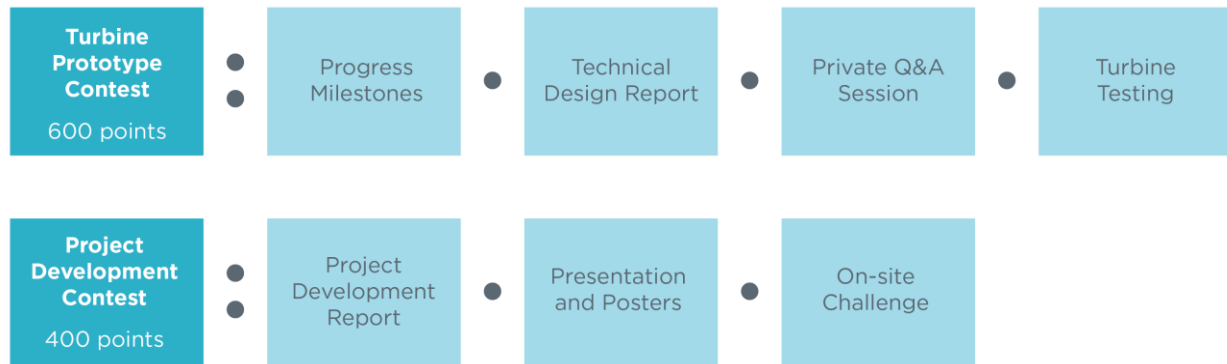 Turbine
Prototype
Contest
600 points
Progress
Milestones
Technical
Design Report
Private Q&A
Session
Turbine
Testing
Project
Development
Contest
400 points
Project
Development
Report
Presentation
and Posters
On-site
Challenge